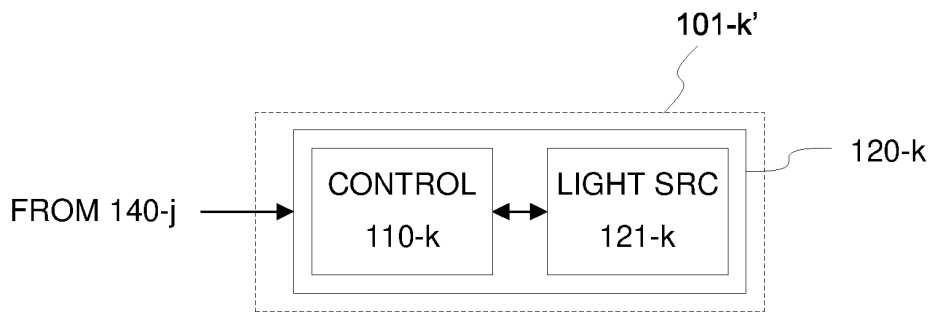 101-k’
120-k
CONTROL
110-k
LIGHT SRC
121-k
FROM 140-j